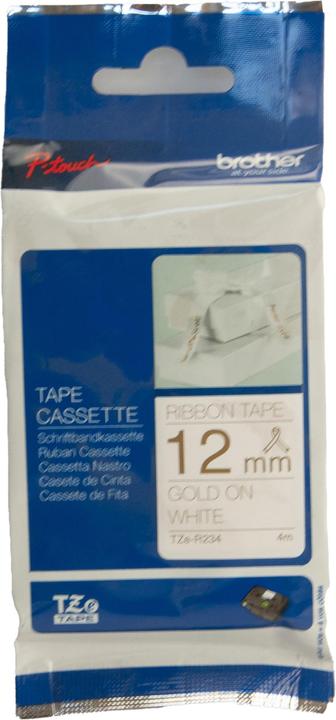 P-touch
brother
at your side
TAPE
CASSETTE
Schriftbandkassette
Ruban Cassette
Cassetta Nastro
Casete de Cinta
Cassete de Fita
RIBBON TAPE
12 mm
GOLD ON
WHITE
TZe-R234
4m
TZe
TAPE